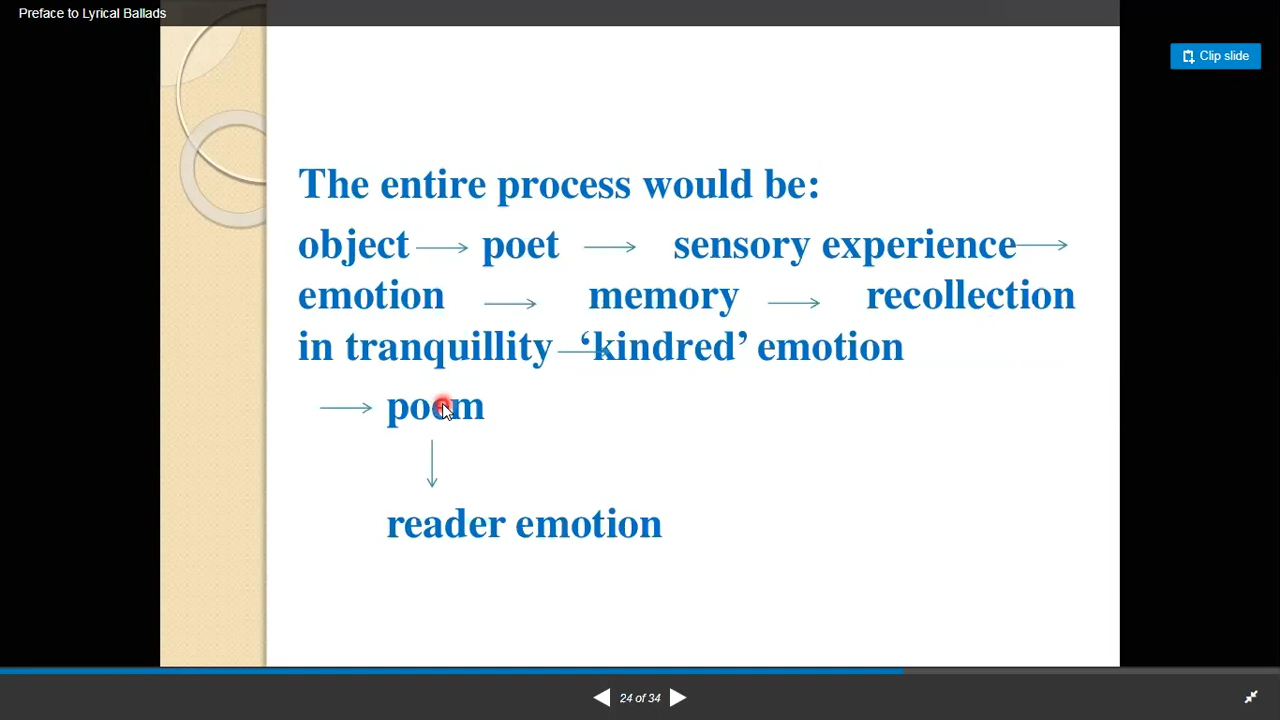 Preface to Lyrical Ballads
Clip slide
The entire process would be:
object → poet → sensory experience →
emotion → memory → recollection
in tranquillity → ‘kindred’ emotion
→ poem
↓
reader emotion
24 of 34